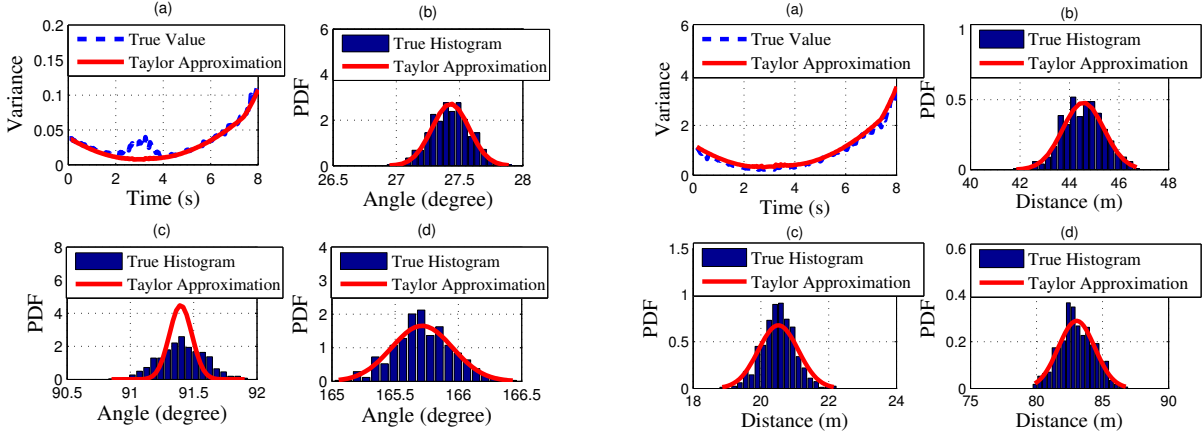 (a)
0.2
0.15
0.1
0.05
0
Variance
True Value
Taylor Approximation
0 2 4 6 8
Time (s)
(b)
6
4
2
0
PDF
True Histogram
Taylor Approximation
26.5 27 27.5 28
Angle (degree)
(c)
8
6
4
2
0
PDF
True Histogram
Taylor Approximation
90.5 91 91.5 92
Angle (degree)
(d)
4
3
2
1
0
PDF
True Histogram
Taylor Approximation
165 165.5 166 166.5
Angle (degree)
(a)
6
4
2
0
Variance
True Value
Taylor Approximation
0 2 4 6 8
Time (s)
(b)
1
0.5
0
PDF
True Histogram
Taylor Approximation
40 42 44 46 48
Distance (m)
(c)
1.5
1
0.5
0
PDF
True Histogram
Taylor Approximation
18 20 22 24
Distance (m)
(d)
0.6
0.4
0.2
0
PDF
True Histogram
Taylor Approximation
75 80 85 90
Distance (m)